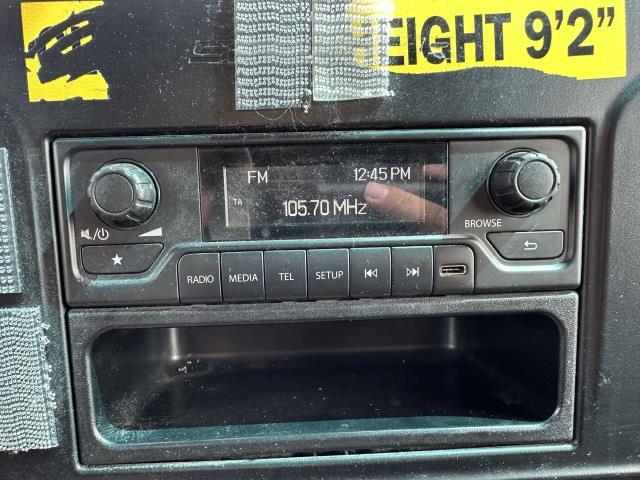 EIGHT 9'2"
FM 12:45 PM
TA
105.70 MHz
BROWSE
RADIO MEDIA TEL SETUP